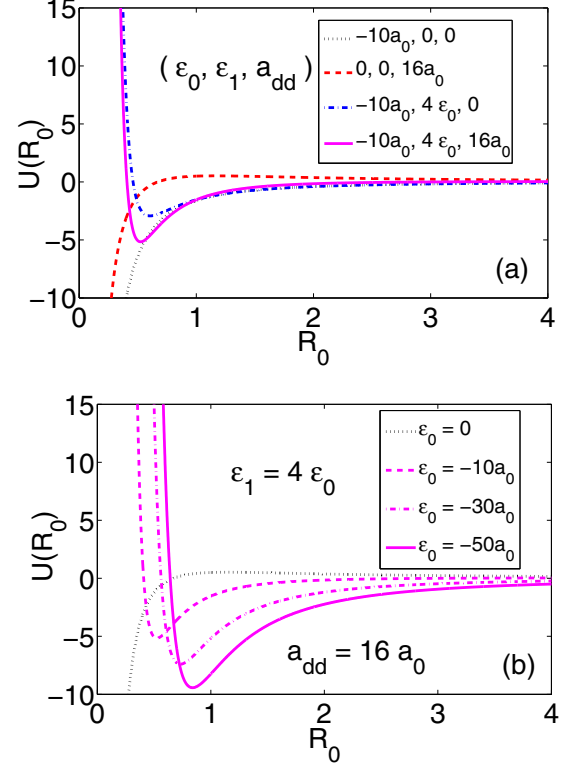 15
10
5
0
−5
−10
U(R₀)
( ε₀, ε₁, a_dd )
−10a₀, 0, 0
0, 0, 16a₀
−10a₀, 4 ε₀, 0
−10a₀, 4 ε₀, 16a₀
(a)
0 1 2 3 4
R₀
15
10
5
0
−5
−10
U(R₀)
ε₁ = 4 ε₀
ε₀ = 0
ε₀ = −10a₀
ε₀ = −30a₀
ε₀ = −50a₀
a_dd = 16 a₀
(b)
0 1 2 3 4
R₀